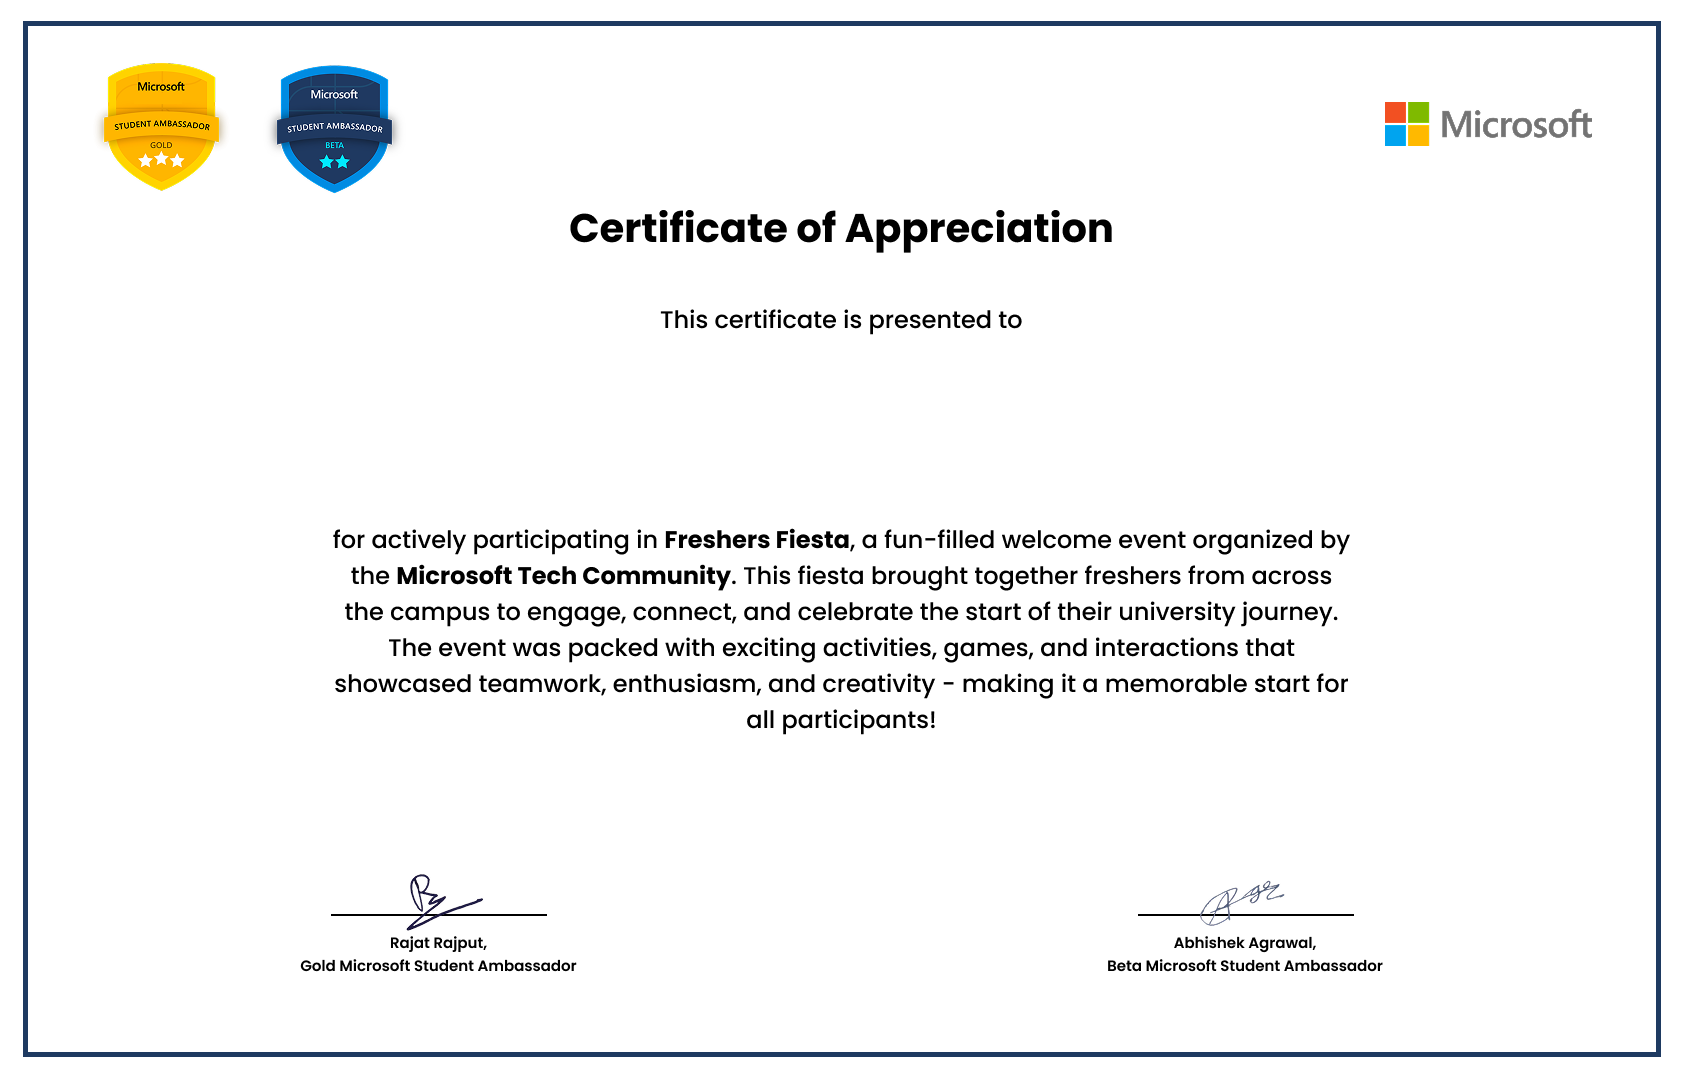 Microsoft
STUDENT AMBASSADOR
GOLD
Microsoft
STUDENT AMBASSADOR
BETA
Microsoft
Certificate of Appreciation
This certificate is presented to
for actively participating in Freshers Fiesta, a fun-filled welcome event organized by
the Microsoft Tech Community. This fiesta brought together freshers from across
the campus to engage, connect, and celebrate the start of their university journey.
The event was packed with exciting activities, games, and interactions that
showcased teamwork, enthusiasm, and creativity - making it a memorable start for
all participants!
Rajat Rajput,
Gold Microsoft Student Ambassador
Abhishek Agrawal,
Beta Microsoft Student Ambassador